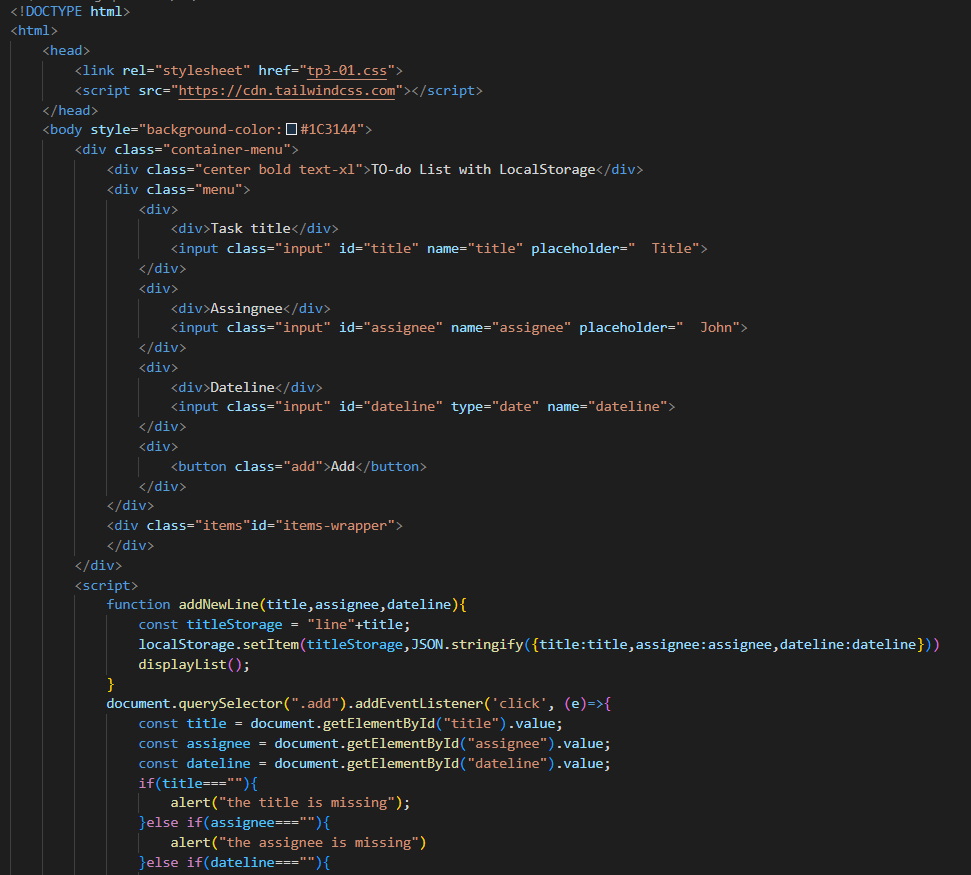 <!DOCTYPE html>
<html>
<head>
<link rel="stylesheet" href="tp3-01.css">
<script src="https://cdn.tailwindcss.com"></script>
</head>
<body style="background-color:#1C3144">
<div class="container-menu">
<div class="center bold text-xl">TO-do List with LocalStorage</div>
<div class="menu">
<div>
<div>Task title</div>
<input class="input" id="title" name="title" placeholder="  Title">
</div>
<div>
<div>Assingnee</div>
<input class="input" id="assignee" name="assignee" placeholder="  John">
</div>
<div>
<div>Dateline</div>
<input class="input" id="dateline" type="date" name="dateline">
</div>
<div>
<button class="add">Add</button>
</div>
</div>
<div class="items"id="items-wrapper">
</div>
</div>
<script>
function addNewLine(title,assignee,dateline){
const titleStorage = "line"+title;
localStorage.setItem(titleStorage,JSON.stringify({title:title,assignee:assignee,dateline:dateline}))
displayList();
}
document.querySelector(".add").addEventListener('click', (e)=>{
const title = document.getElementById("title").value;
const assignee = document.getElementById("assignee").value;
const dateline = document.getElementById("dateline").value;
if(title===""){
alert("the title is missing");
}else if(assignee===""){
alert("the assignee is missing")
}else if(dateline===""){